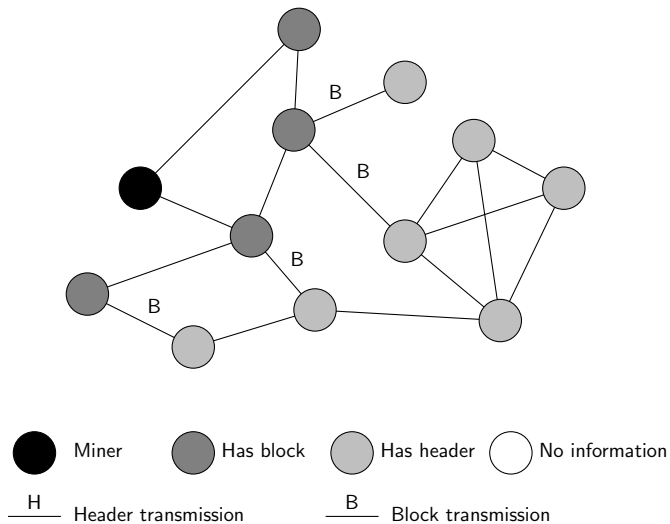 B
B
B
B
Miner
Has block
Has header
No information
H
Header transmission
B
Block transmission